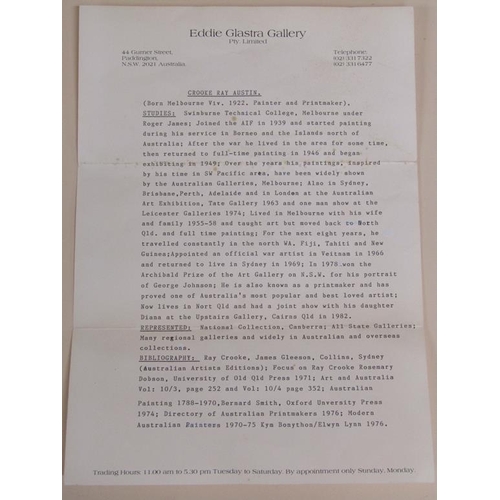 Eddie Glastra Gallery
Pty Limited
44 Gurner Street,
Paddington,
N.S.W. 2021 Australia
Telephone
(02) 331 7322
(02) 331 6477
CROOKE RAY AUSTIN.
(Born Melbourne Viv. 1922. Painter and Printmaker),
STUDIES: Swinburne Technical College, Melbourne under
Roger James; Joined the AIF in 1939 and started painting
during his service in Borneo and the Islands north of
Australia; After the war he lived in the area for some time,
then returned to full-time painting in 1946 and began
exhibiting in 1949; Over the years his paintings, inspired
by his time in SW Pacific area, have been widely shown
by the Australian Galleries, Melbourne; Also in Sydney,
Brisbane,Perth, Adelaide and in London at the Australian
Art Exhibition, Tate Gallery 1963 and one man show at the
Leicester Galleries 1974; Lived in Melbourne with his wife
and family 1955-58 and taught art but moved back to North
Qld. and full time painting; For the next eight years, he
travelled constantly in the north WA. Fiji, Tahiti and New
Guinea;Appointed an official war artist in Veitnam in 1966
and returned to live in Sydney in 1969; In 1978 won the
Archibald Prize of the Art Gallery on N.S.W. for his portrait
of George Johnson; He is also known as a printmaker and has
proved one of Australia's most popular and best loved artist;
Now lives in Nort Qld and had a joint show with his daughter
Diana at the Upstairs Gallery, Cairns Qld in 1982.
REPRESENTED: National Collection, Canberra; All State Galleries;
Many regional galleries and widely in Australian and overseas
collections.
BIBLIOGRAPHY: Ray Crooke, James Gleeson, Collins, Sydney
(Australian Artists Editions); Focus on Ray Crooke Rosemary
Dobson, University of Old Qld Press 1971; Art and Australia
Vol: 10/3, page 252 and Vol: 10/4 page 352; Australian
Painting 1788-1970,Bernard Smith, Oxford Unversity Press
1974; Directory of Australian Printmakers 1976; Modern
Australian Painters 1970-75 Kym Bonython/Elwyn Lynn 1976.
Trading Hours: 11.00 am to 5.30 pm Tuesday to Saturday. By appointment only Sunday, Monday.